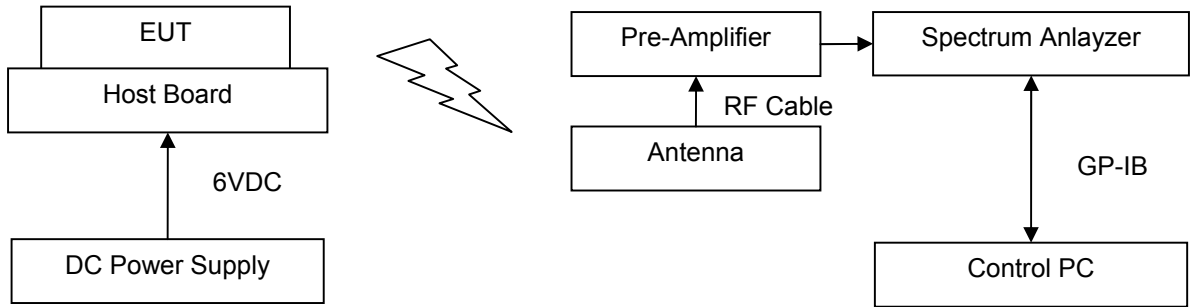 EUT
Host Board
6VDC
DC Power Supply
Pre-Amplifier
Spectrum Anlayzer
RF Cable
Antenna
GP-IB
Control PC